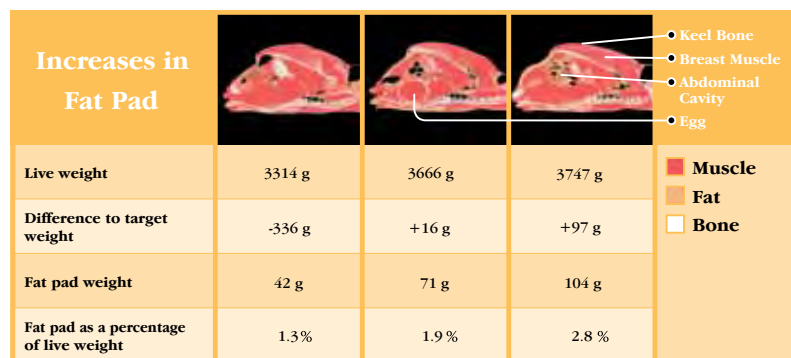 Increases in
Fat Pad
Keel Bone
Breast Muscle
Abdominal
Cavity
Egg
Live weight
3314 g
3666 g
3747 g
Muscle
Fat
Bone
Difference to target
weight
-336 g
+16 g
+97 g
Fat pad weight
42 g
71 g
104 g
Fat pad as a percentage
of live weight
1.3%
1.9%
2.8 %